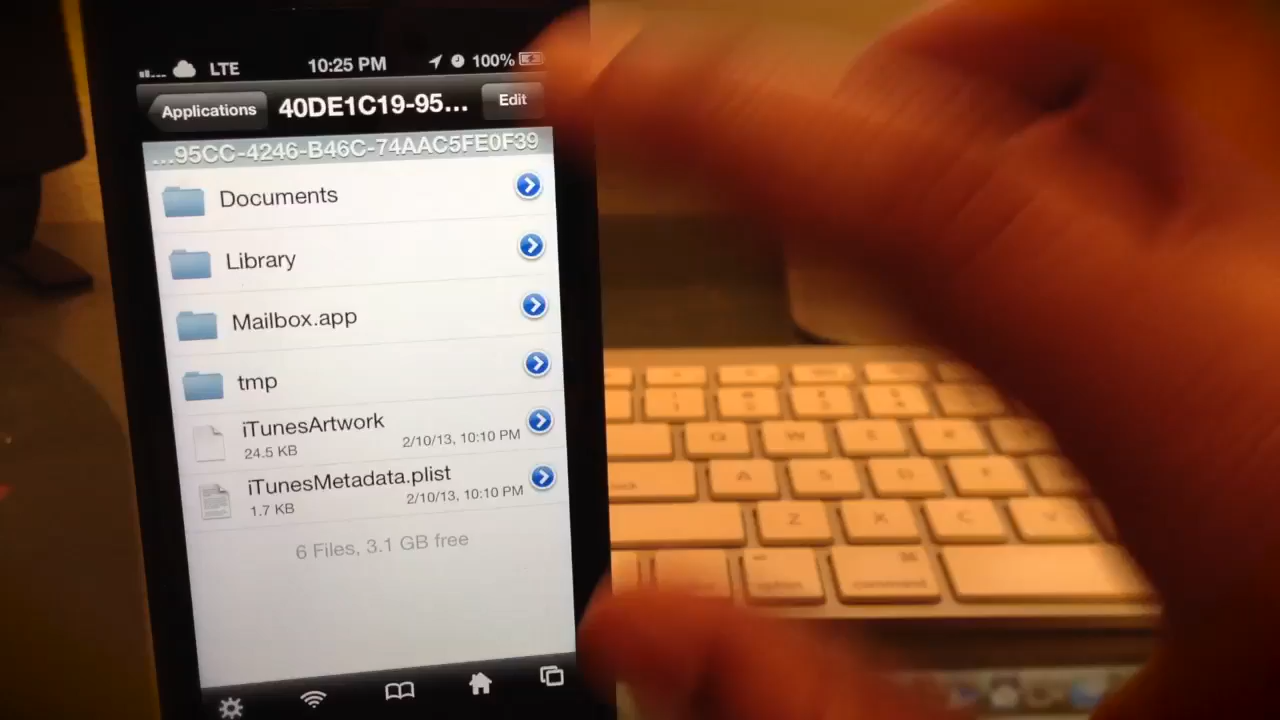 LTE 10:25 PM 100%
Applications 40DE1C19-95... Edit
...95CC-4246-B46C-74AAC5FE0F39
Documents
Library
Mailbox.app
tmp
iTunesArtwork
24.5 KB 2/10/13, 10:10 PM
iTunesMetadata.plist
1.7 KB 2/10/13, 10:10 PM
6 Files, 3.1 GB free
Q W E R
A S D F
Z X C V
option command